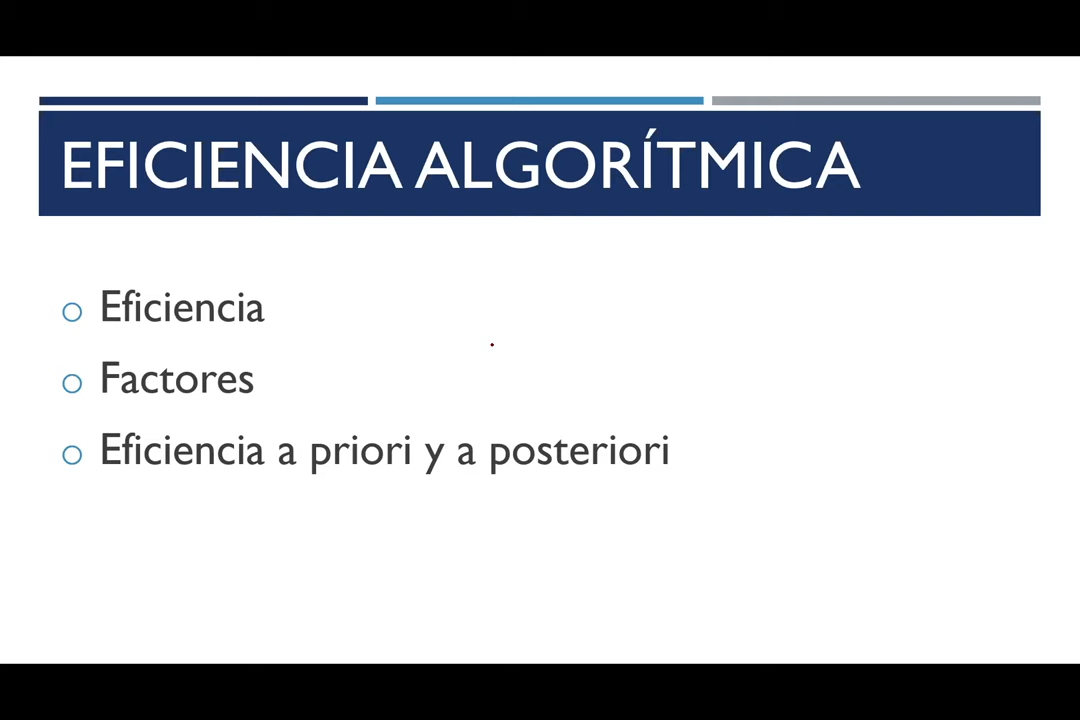 EFICIENCIA ALGORÍTMICA
Eficiencia
Factores
Eficiencia a priori y a posteriori